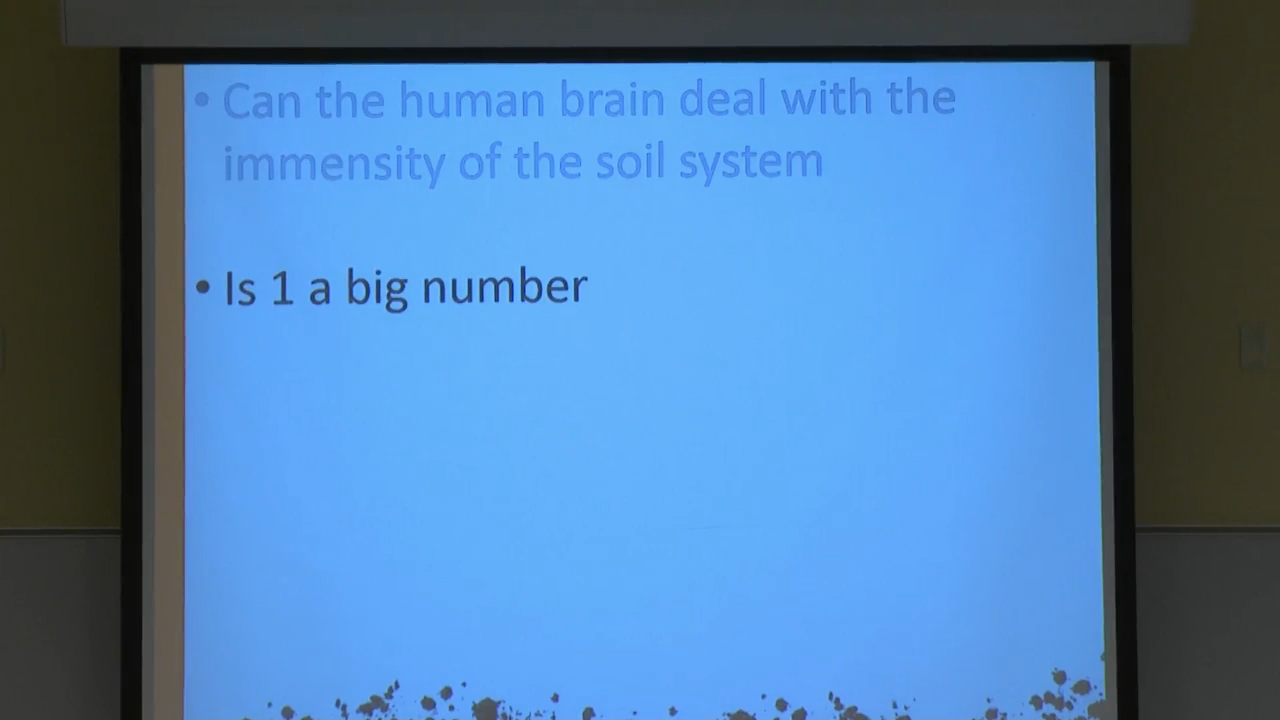 • Can the human brain deal with the
immensity of the soil system
• Is 1 a big number